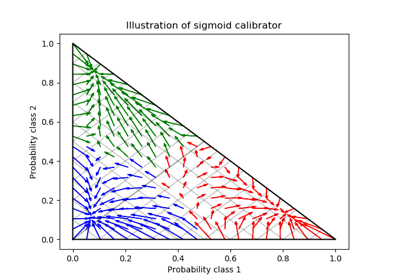 Illustration of sigmoid calibrator
1.0
0.8
0.6
0.4
0.2
0.0
Probability class 2
0.0 0.2 0.4 0.6 0.8 1.0
Probability class 1